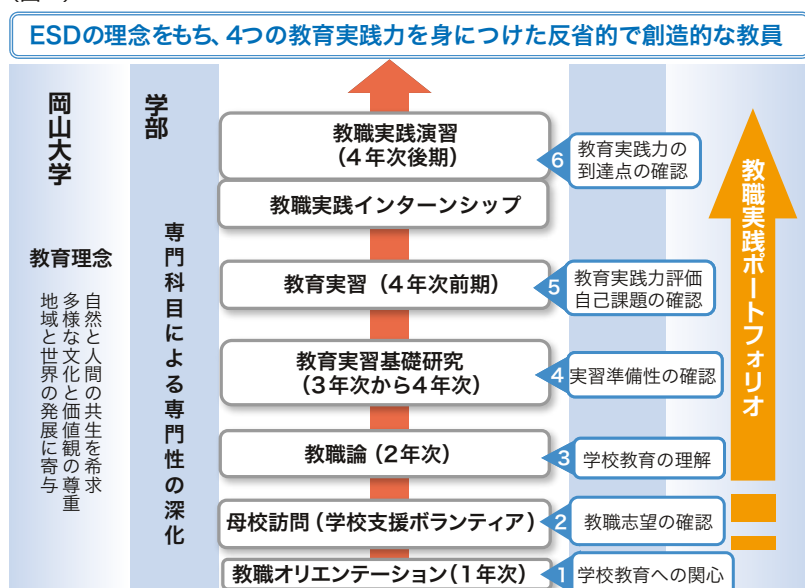 ESDの理念をもち、4つの教育実践力を身につけた反省的で創造的な教員
岡山大学
教育理念
自然と人間の共生を希求
多様な文化と価値観の尊重
地域と世界の発展に寄与
学部
専門科目による専門性の深化
教職実践演習
(4年次後期)
6
教育実践力の
到達点の確認
教職実践インターンシップ
教育実習(4年次前期)
5
教育実践力評価
自己課題の確認
教育実習基礎研究
(3年次から4年次)
4
実習準備性の確認
教職論(2年次)
3
学校教育の理解
母校訪問(学校支援ボランティア)
2
教職志望の確認
教職オリエンテーション(1年次)
1
学校教育への関心
教職実践ポートフォリオ